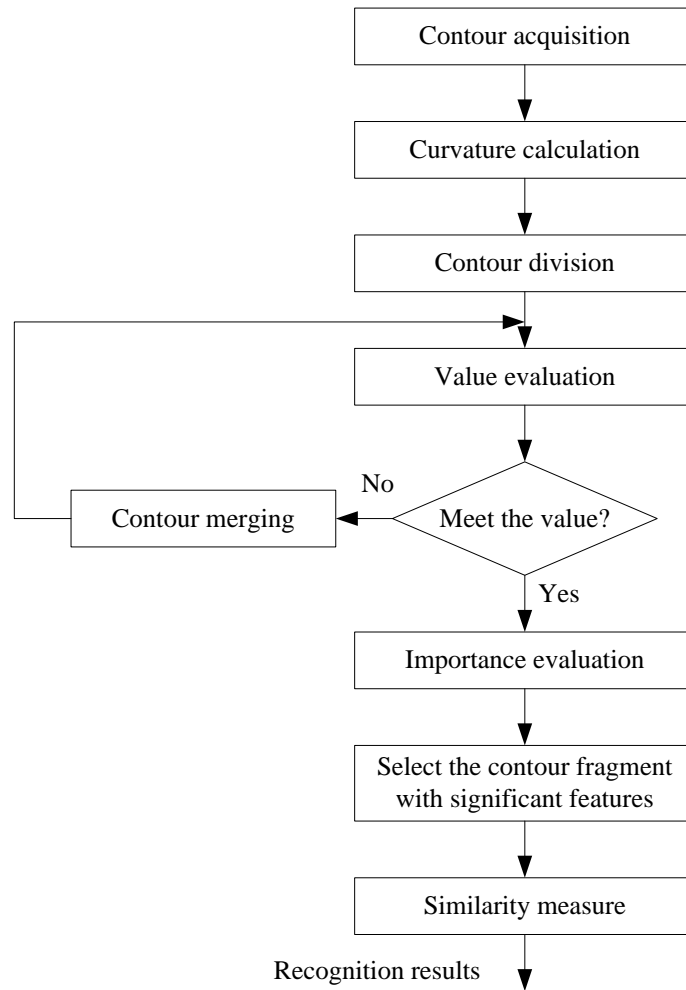 Contour acquisition
Curvature calculation
Contour division
Value evaluation
No
Contour merging
Meet the value?
Yes
Importance evaluation
Select the contour fragment
with significant features
Similarity measure
Recognition results